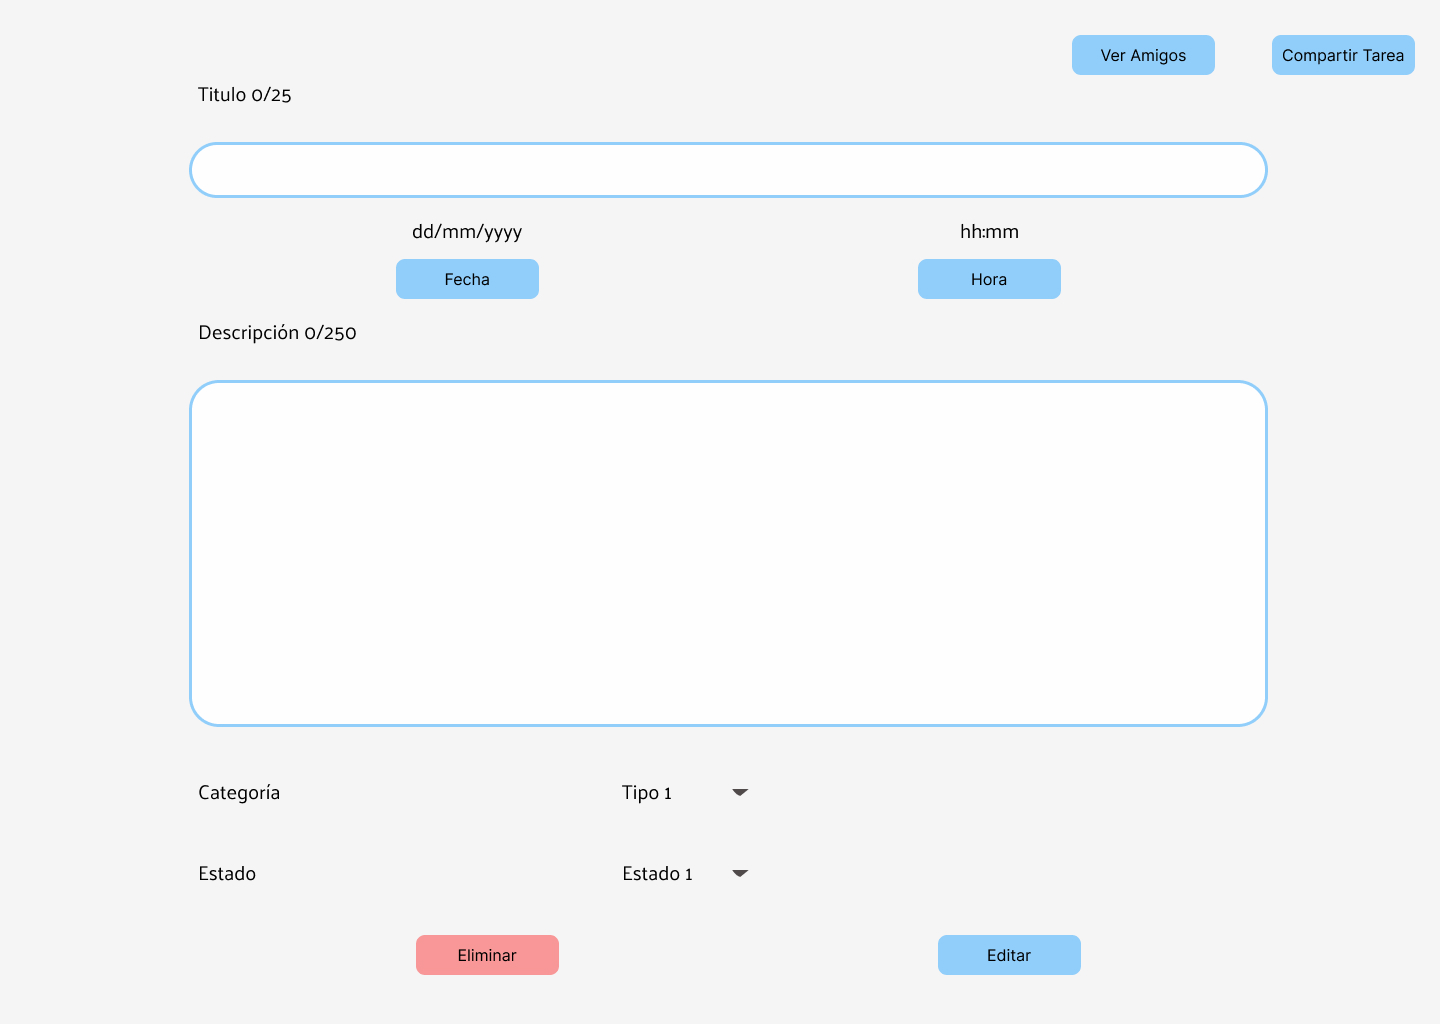 Ver Amigos
Compartir Tarea
Titulo 0/25
dd/mm/yyyy
hh:mm
Fecha
Hora
Descripción 0/250
Categoría
Tipo 1
Estado
Estado 1
Eliminar
Editar